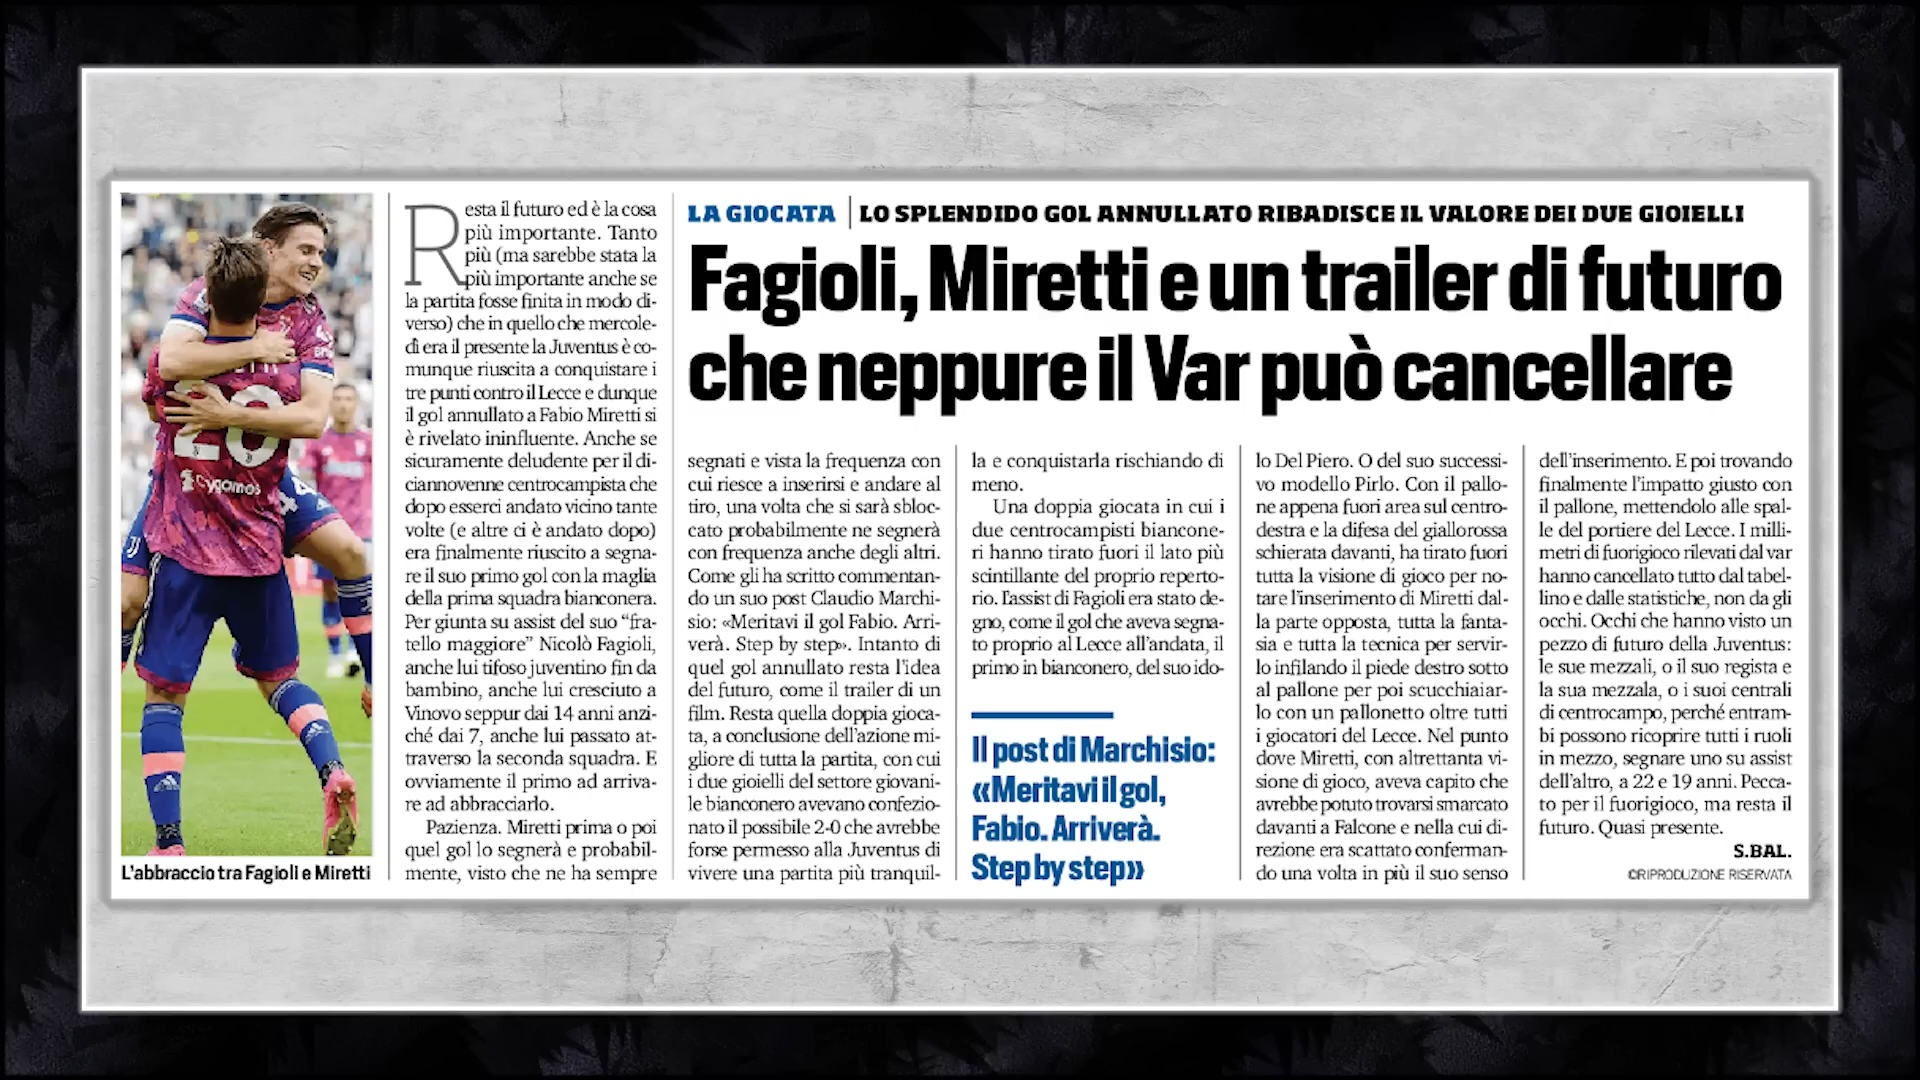 LA GIOCATA LO SPLENDIDO GOL ANNULLATO RIBADISCE IL VALORE DEI DUE GIOIELLI
Fagioli, Miretti e un trailer di futuro
che neppure il Var può cancellare
20
Cygames
L'abbraccio tra Fagioli e Miretti
Resta il futuro ed è la cosa
più importante. Tanto
più (ma sarebbe stata la
più importante anche se
la partita fosse finita in modo di-
verso) che in quello che mercole-
dì era il presente la Juventus è co-
munque riuscita a conquistare i
tre punti contro il Lecce e dunque
il gol annullato a Fabio Miretti si
è rivelato ininfluente. Anche se
sicuramente deludente per il di-
ciannovenne centrocampista che
dopo esserci andato vicino tante
volte (e altre ci è andato dopo)
era finalmente riuscito a segna-
re il suo primo gol con la maglia
della prima squadra bianconera.
Per giunta su assist del suo “fra-
tello maggiore” Nicolò Fagioli,
anche lui tifoso juventino fin da
bambino, anche lui cresciuto a
Vinovo seppur dai 14 anni anzi-
ché dai 7, anche lui passato at-
traverso la seconda squadra. E
ovviamente il primo ad arriva-
re ad abbracciarlo.
Pazienza. Miretti prima o poi
quel gol lo segnerà e probabil-
mente, visto che ne ha sempre
segnati e vista la frequenza con
cui riesce a inserirsi e andare al
tiro, una volta che si sarà sbloc-
cato probabilmente ne segnerà
con frequenza anche degli altri.
Come gli ha scritto commentan-
do un suo post Claudio Marchi-
sio: «Meritavi il gol Fabio. Arri-
verà. Step by step». Intanto di
quel gol annullato resta l'idea
del futuro, come il trailer di un
film. Resta quella doppia gioca-
ta, a conclusione dell'azione mi-
gliore di tutta la partita, con cui
i due gioielli del settore giovani-
le bianconero avevano confezio-
nato il possibile 2-0 che avrebbe
forse permesso alla Juventus di
vivere una partita più tranquil-
la e conquistarla rischiando di
meno.
Una doppia giocata in cui i
due centrocampisti biancone-
ri hanno tirato fuori il lato più
scintillante del proprio reperto-
rio. L'assist di Fagioli era stato de-
gno, come il gol che aveva segna-
to proprio al Lecce all'andata, il
primo in bianconero, del suo ido-
Il post di Marchisio:
«Meritavi il gol,
Fabio. Arriverà.
Step by step»
lo Del Piero. O del suo successi-
vo modello Pirlo. Con il pallo-
ne appena fuori area sul centro-
destra e la difesa del giallorossa
schierata davanti, ha tirato fuori
tutta la visione di gioco per no-
tare l'inserimento di Miretti dal-
la parte opposta, tutta la fanta-
sia e tutta la tecnica per servir-
lo infilando il piede destro sotto
al pallone per poi scucchiaiar-
lo con un pallonetto oltre tutti
i giocatori del Lecce. Nel punto
dove Miretti, con altrettanta vi-
sione di gioco, aveva capito che
avrebbe potuto trovarsi smarcato
davanti a Falcone e nella cui di-
rezione era scattato conferman-
do una volta in più il suo senso
dell'inserimento. E poi trovando
finalmente l'impatto giusto con
il pallone, mettendolo alle spal-
le del portiere del Lecce. I milli-
metri di fuorigioco rilevati dal var
hanno cancellato tutto dal tabel-
lino e dalle statistiche, non da gli
occhi. Occhi che hanno visto un
pezzo di futuro della Juventus:
le sue mezzali, o il suo regista e
la sua mezzala, o i suoi centrali
di centrocampo, perché entram-
bi possono ricoprire tutti i ruoli
in mezzo, segnare uno su assist
dell'altro, a 22 e 19 anni. Pecca-
to per il fuorigioco, ma resta il
futuro. Quasi presente.
S.BAL.
©RIPRODUZIONE RISERVATA